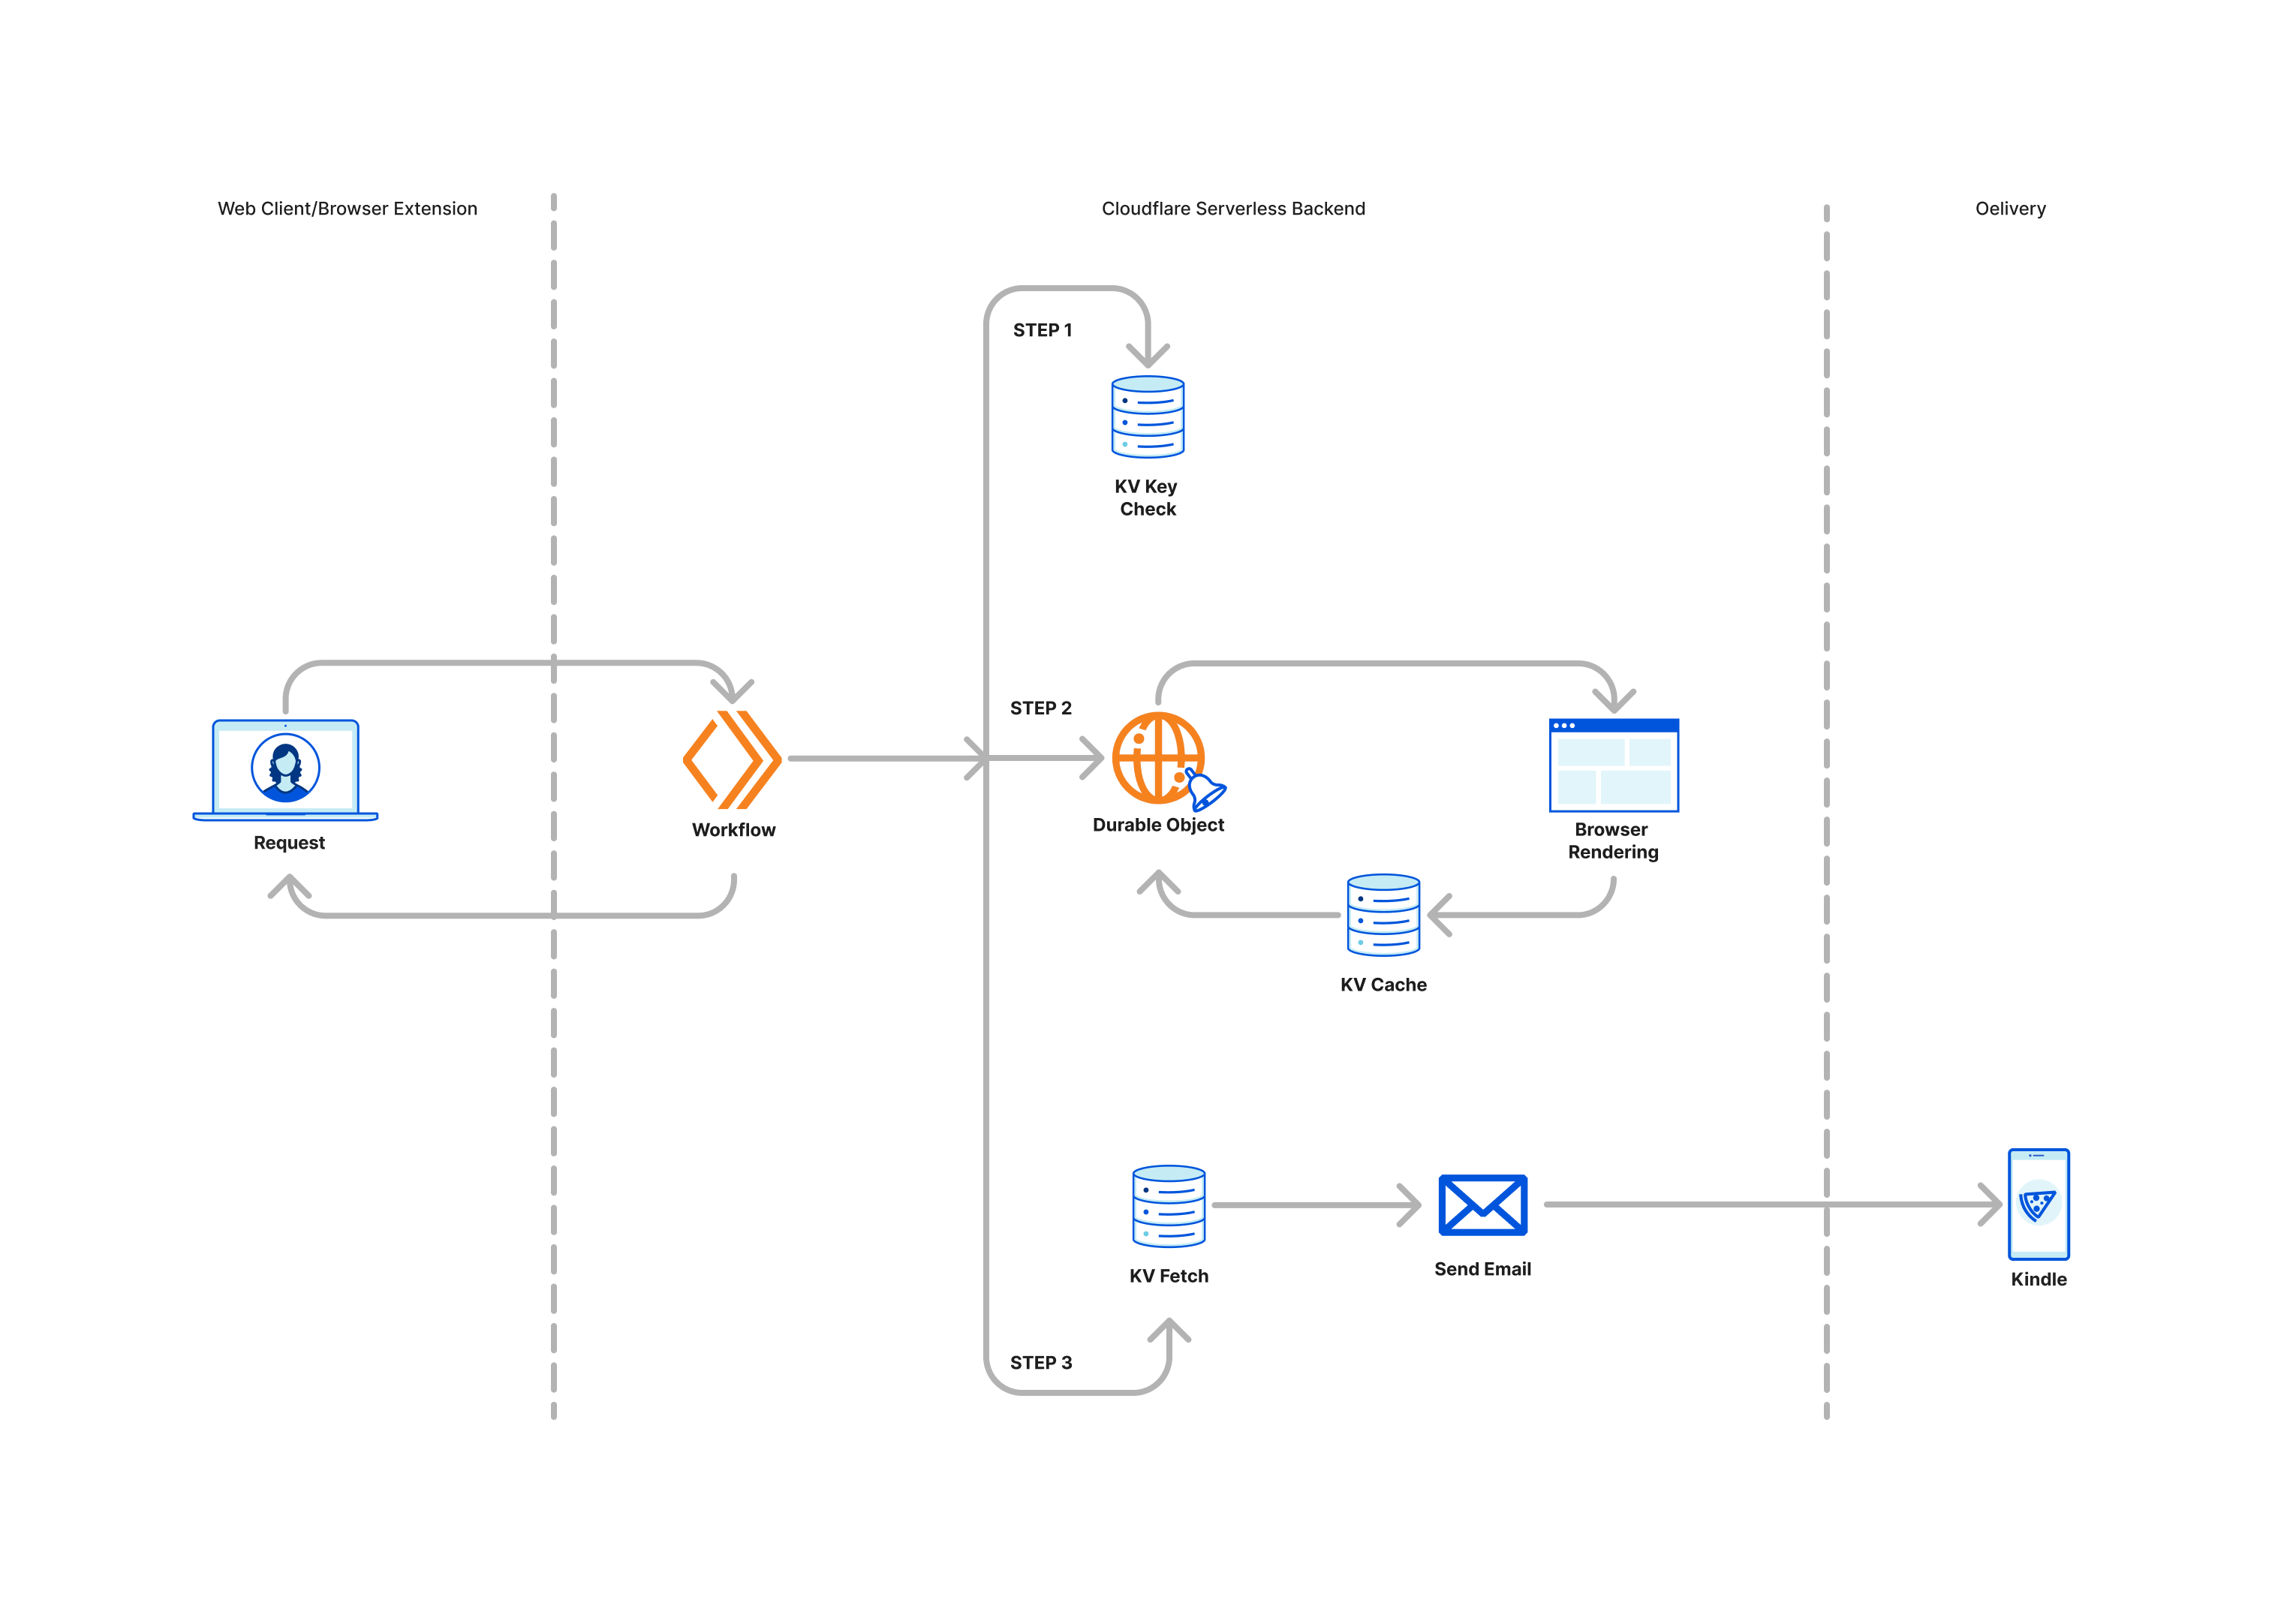 Web Client/Browser Extension
Cloudflare Serverless Backend
Oelivery
STEP 1
KV Key
Check
STEP 2
Request
Workflow
Durable Object
Browser
Rendering
KV Cache
KV Fetch
Send Email
Kindle
STEP 3